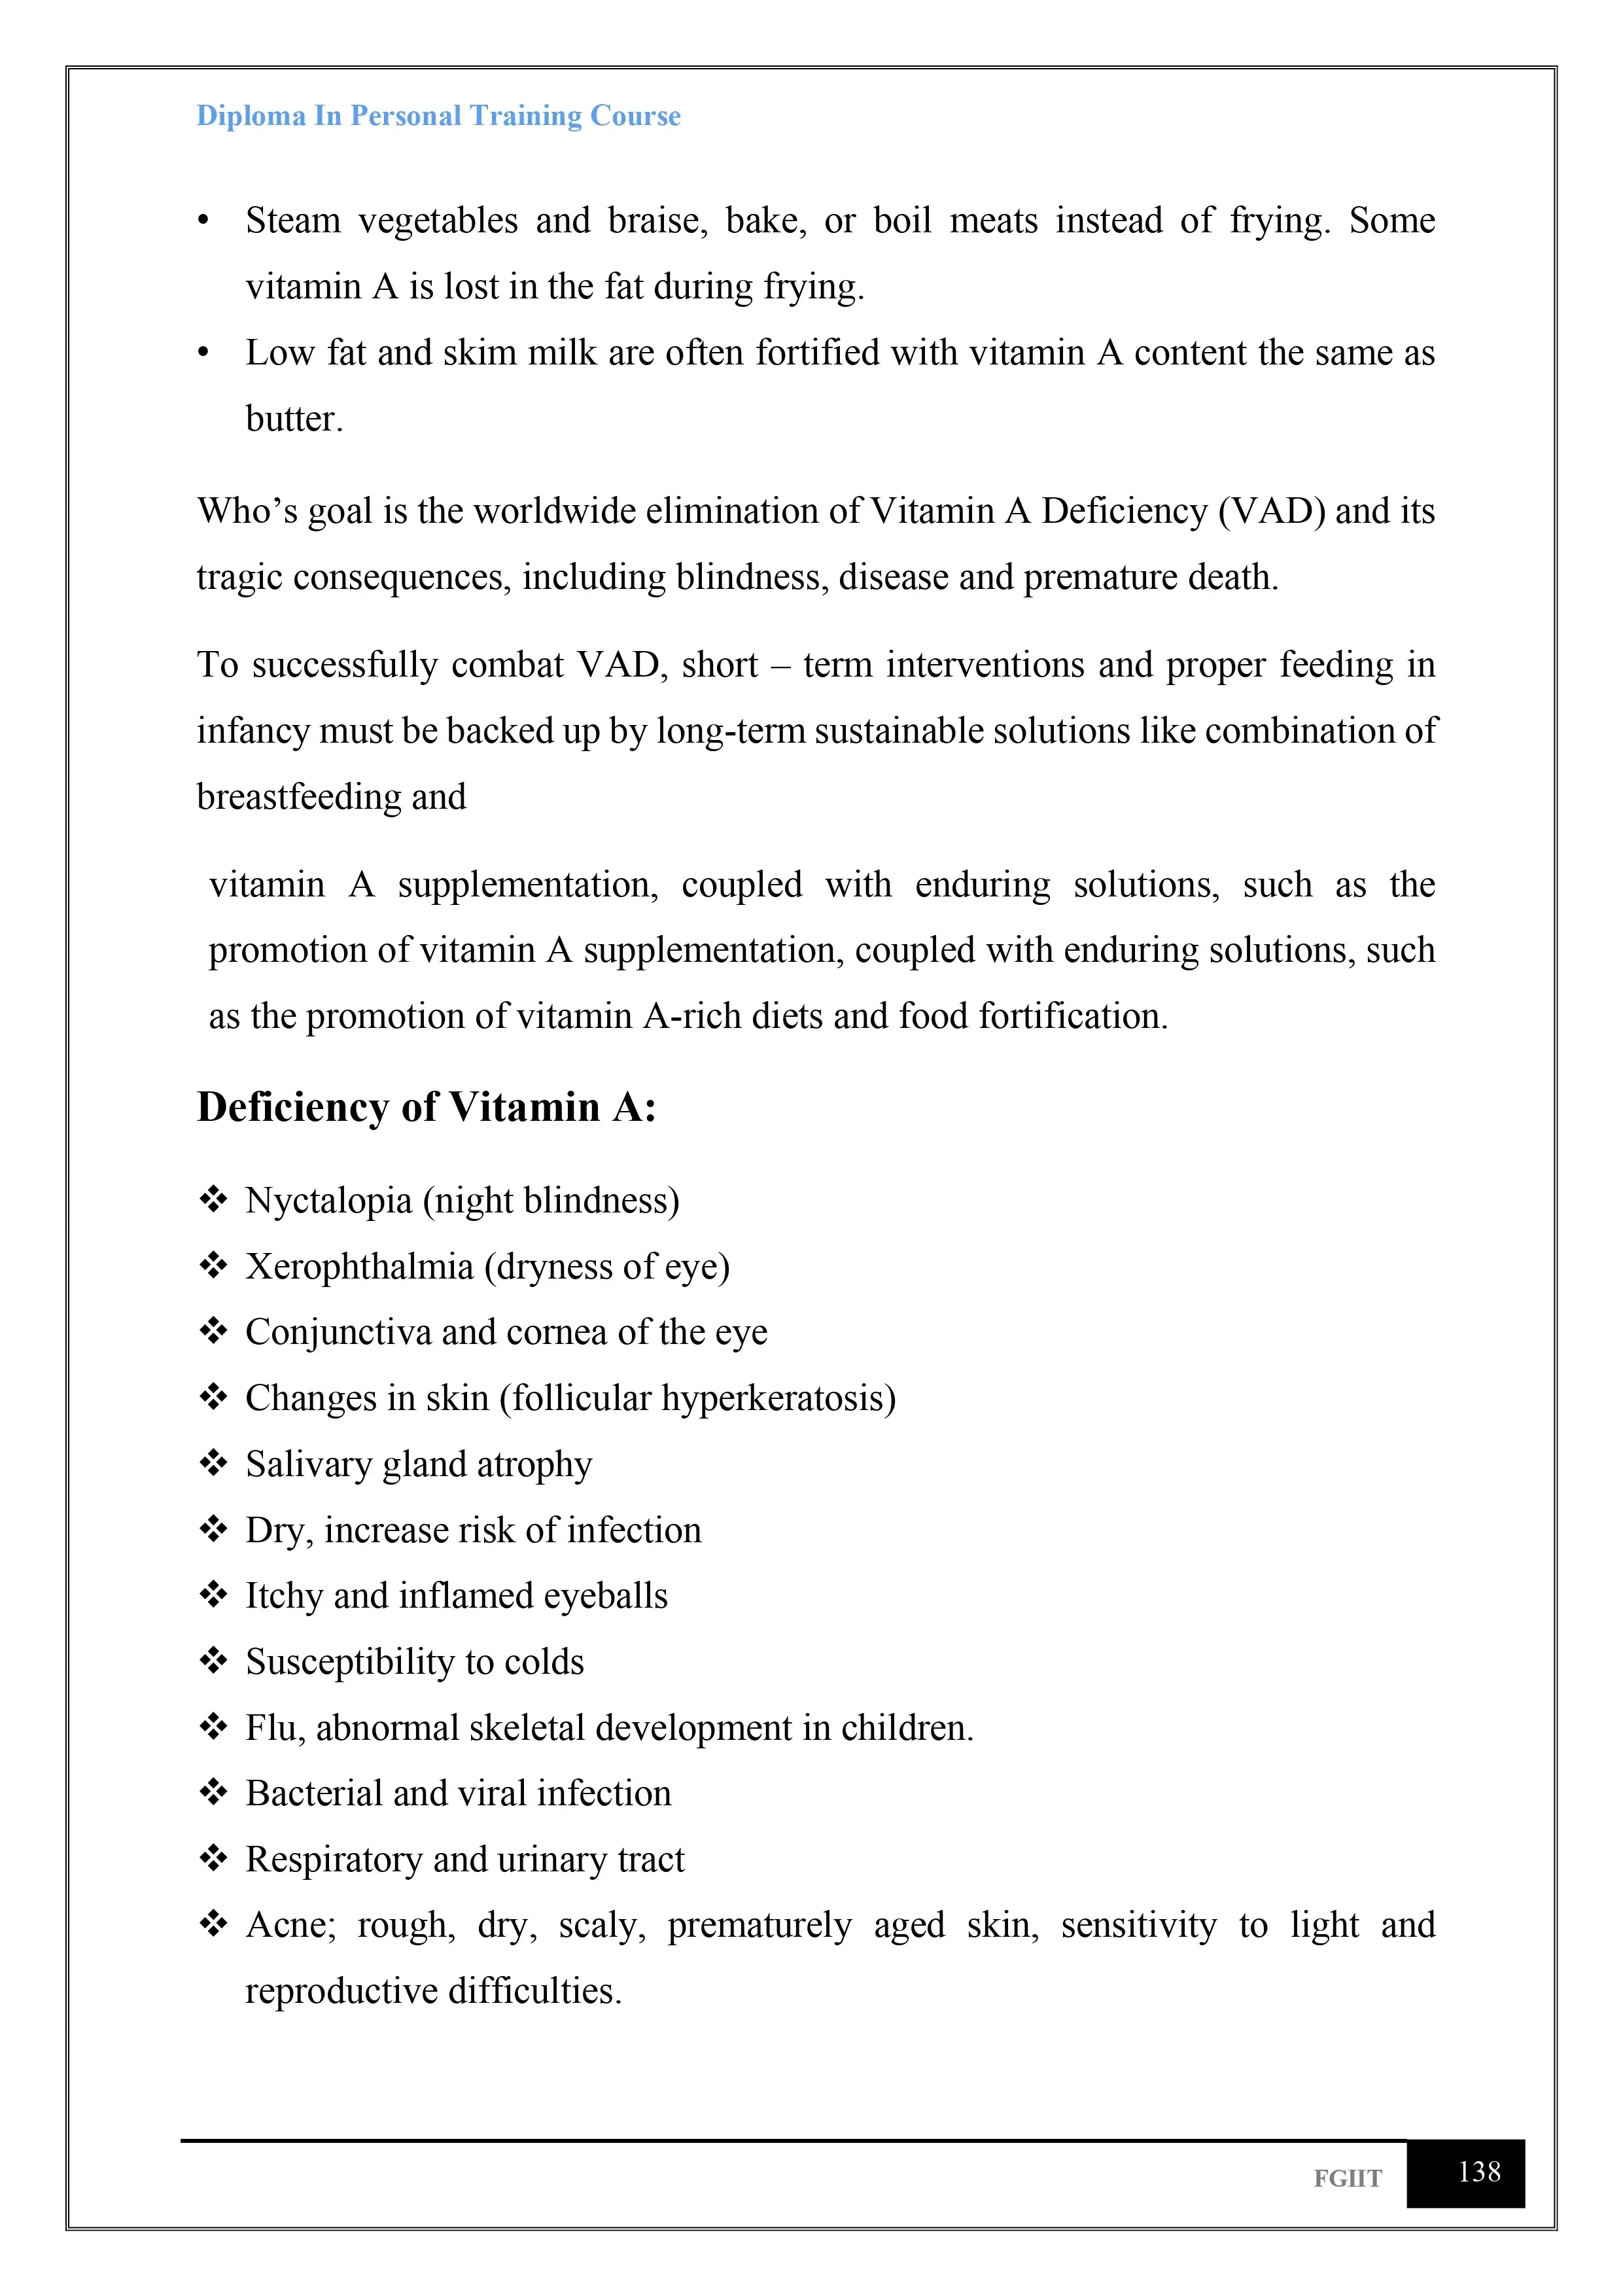 Diploma In Personal Training Course
• Steam vegetables and braise, bake, or boil meats instead of frying. Some
vitamin A is lost in the fat during frying.
• Low fat and skim milk are often fortified with vitamin A content the same as
butter.
Who’s goal is the worldwide elimination of Vitamin A Deficiency (VAD) and its
tragic consequences, including blindness, disease and premature death.
To successfully combat VAD, short – term interventions and proper feeding in
infancy must be backed up by long-term sustainable solutions like combination of
breastfeeding and
vitamin A supplementation, coupled with enduring solutions, such as the
promotion of vitamin A supplementation, coupled with enduring solutions, such
as the promotion of vitamin A-rich diets and food fortification.
Deficiency of Vitamin A:
❖ Nyctalopia (night blindness)
❖ Xerophthalmia (dryness of eye)
❖ Conjunctiva and cornea of the eye
❖ Changes in skin (follicular hyperkeratosis)
❖ Salivary gland atrophy
❖ Dry, increase risk of infection
❖ Itchy and inflamed eyeballs
❖ Susceptibility to colds
❖ Flu, abnormal skeletal development in children.
❖ Bacterial and viral infection
❖ Respiratory and urinary tract
❖ Acne; rough, dry, scaly, prematurely aged skin, sensitivity to light and
reproductive difficulties.
FGIIT 138